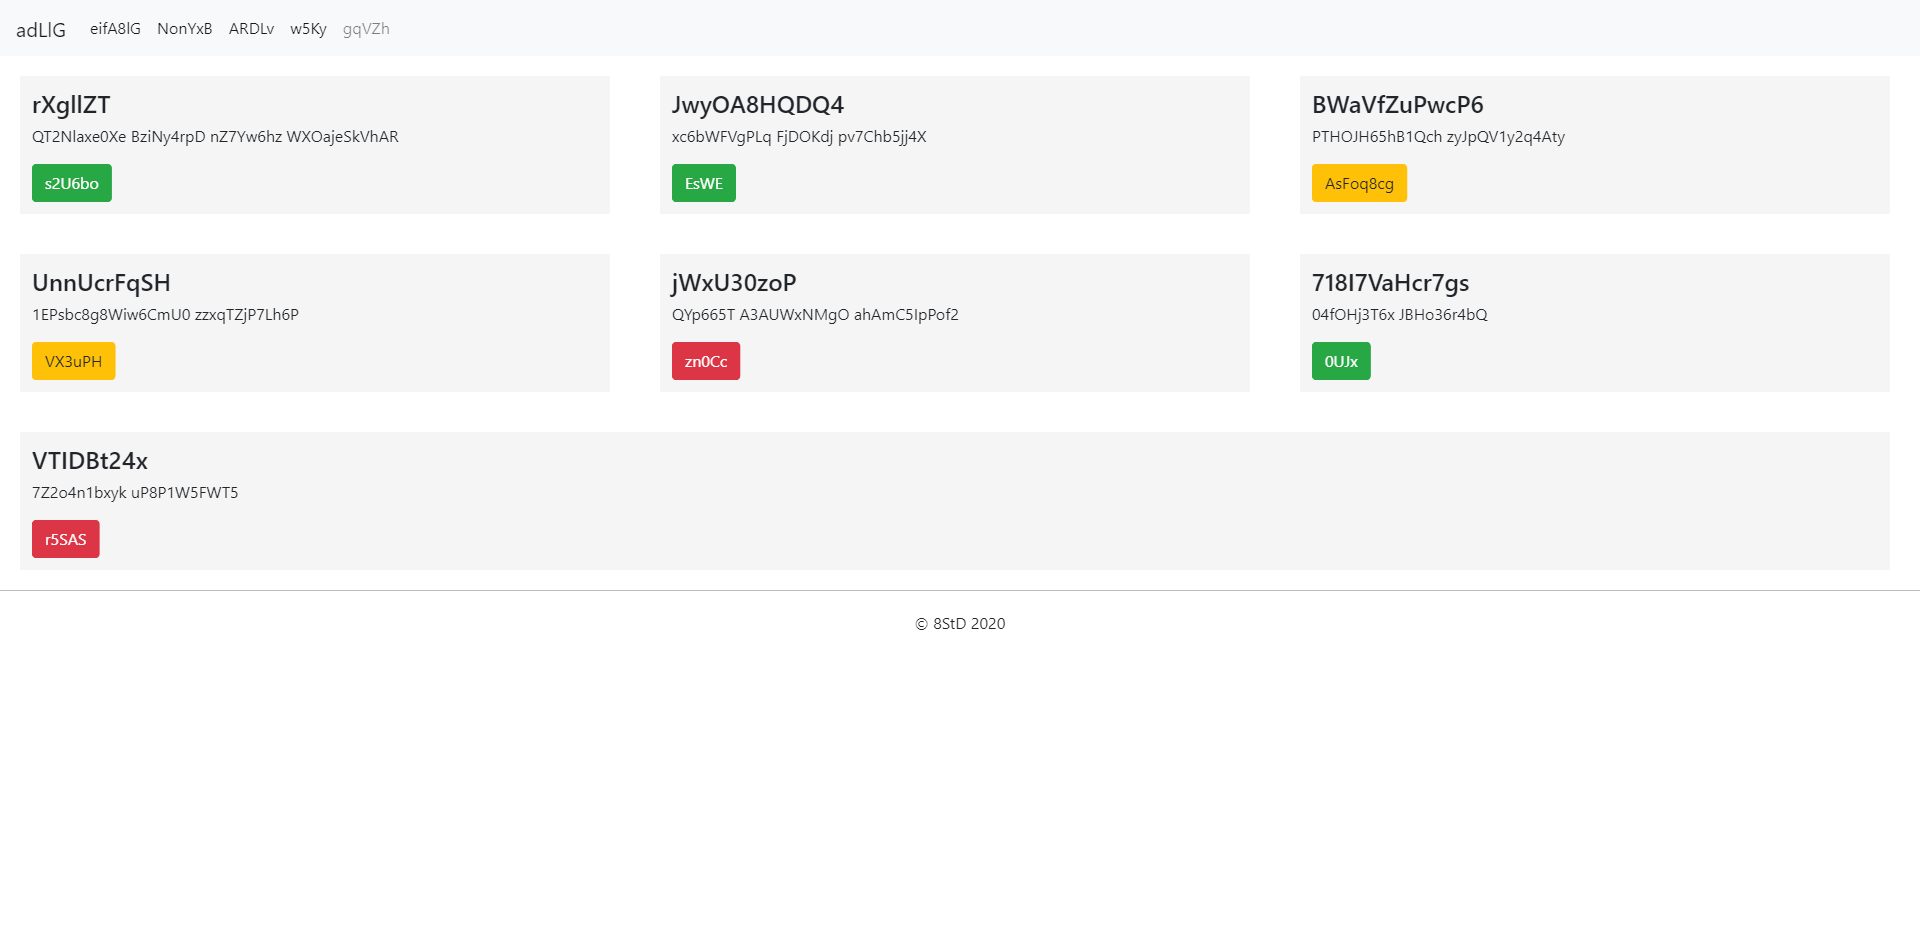 adLlG eifA8lG NonYxB ARDLv w5Ky gqVZh
rXgllZT
QT2Nlaxe0Xe BziNy4rpD nZ7Yw6hz WXOajeSkVhAR
s2U6bo
JwyOA8HQDQ4
xc6bWFVgPLq FjDOKdj pv7Chb5jj4X
EsWE
BWaVfZuPwcP6
PTHOJH65hB1Qch zyJpQV1y2q4Aty
AsFoq8cg
UnnUcrFqSH
1EPsbc8g8Wiw6CmU0 zzxqTZjP7Lh6P
VX3uPH
jWxU30zoP
QYp665T A3AUWxNMgO ahAmC5IpPof2
zn0Cc
718I7VaHcr7gs
04fOHj3T6x JBHo36r4bQ
0UJx
VTIDBt24x
7Z2o4n1bxyk uP8P1W5FWT5
r5SAS
© 8StD 2020